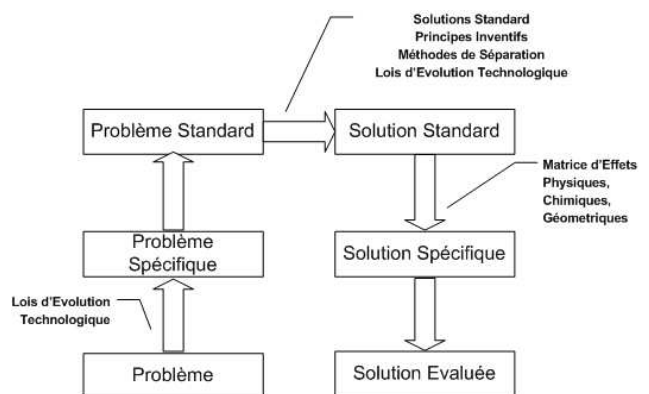 Solutions Standard
Principes Inventifs
Méthodes de Séparation
Lois d'Evolution Technologique
Problème Standard
Solution Standard
Matrice d'Effets
Physiques,
Chimiques,
Géometriques
Problème
Spécifique
Solution Spécifique
Lois d'Evolution
Technologique
Problème
Solution Evaluée